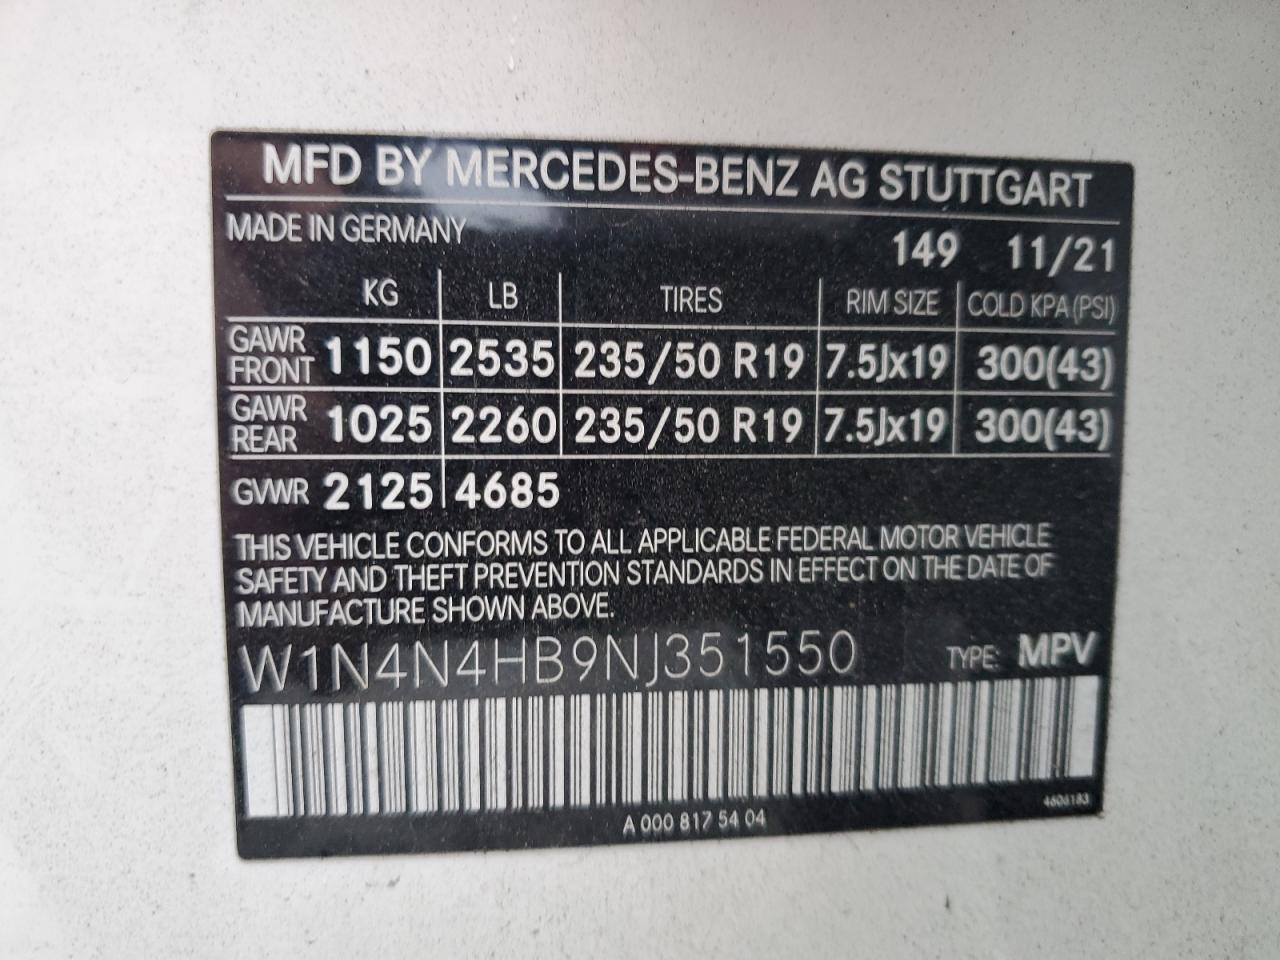 MFD BY MERCEDES-BENZ AG STUTTGART
MADE IN GERMANY 149 11/21
KG LB TIRES RIM SIZE COLD KPA (PSI)
GAWR FRONT 1150 2535 235/50 R19 7.5Jx19 300(43)
GAWR REAR 1025 2260 235/50 R19 7.5Jx19 300(43)
GVWR 2125 4685
THIS VEHICLE CONFORMS TO ALL APPLICABLE FEDERAL MOTOR VEHICLE
SAFETY AND THEFT PREVENTION STANDARDS IN EFFECT ON THE DATE OF
MANUFACTURE SHOWN ABOVE.
W1N4N4HB9NJ351550 TYPE: MPV
4606183
A 000 817 54 04